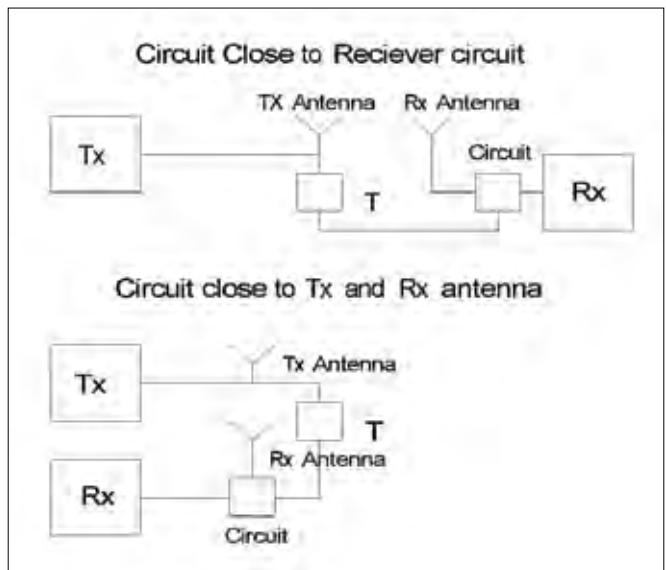 Circuit Close to Reciever circuit
TX Antenna Rx Antenna
Tx
Circuit
T
Rx
Circuit close to Tx and Rx antenna
Tx
Tx Antenna
T
Rx Antenna
Rx
Circuit